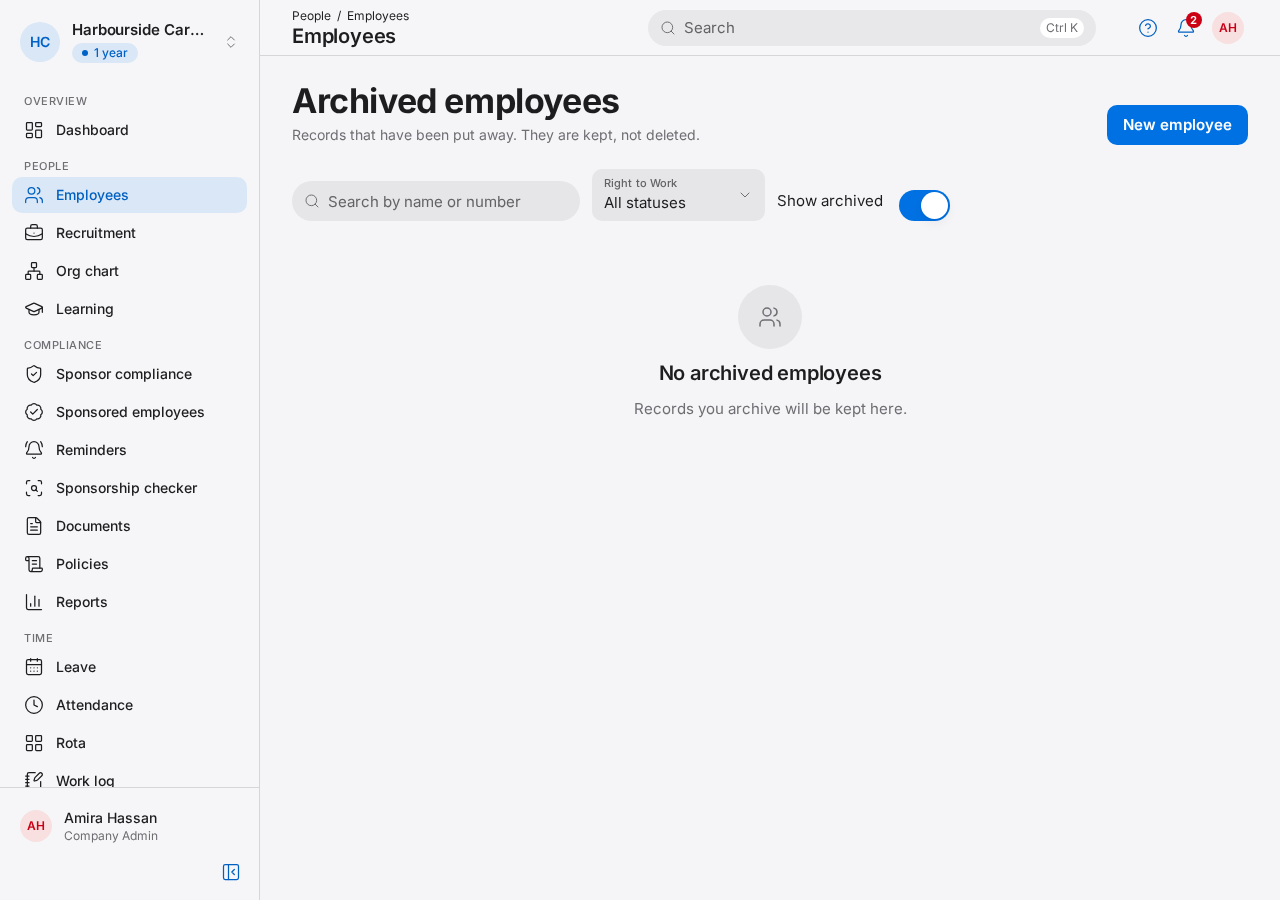 HC
Harbourside Car...
1 year
OVERVIEW
Dashboard
PEOPLE
Employees
Recruitment
Org chart
Learning
COMPLIANCE
Sponsor compliance
Sponsored employees
Reminders
Sponsorship checker
Documents
Policies
Reports
TIME
Leave
Attendance
Rota
Work log
AH
Amira Hassan
Company Admin
People / Employees
Employees
Search
Ctrl K
2
AH
Archived employees
Records that have been put away. They are kept, not deleted.
New employee
Search by name or number
Right to Work
All statuses
Show archived
No archived employees
Records you archive will be kept here.